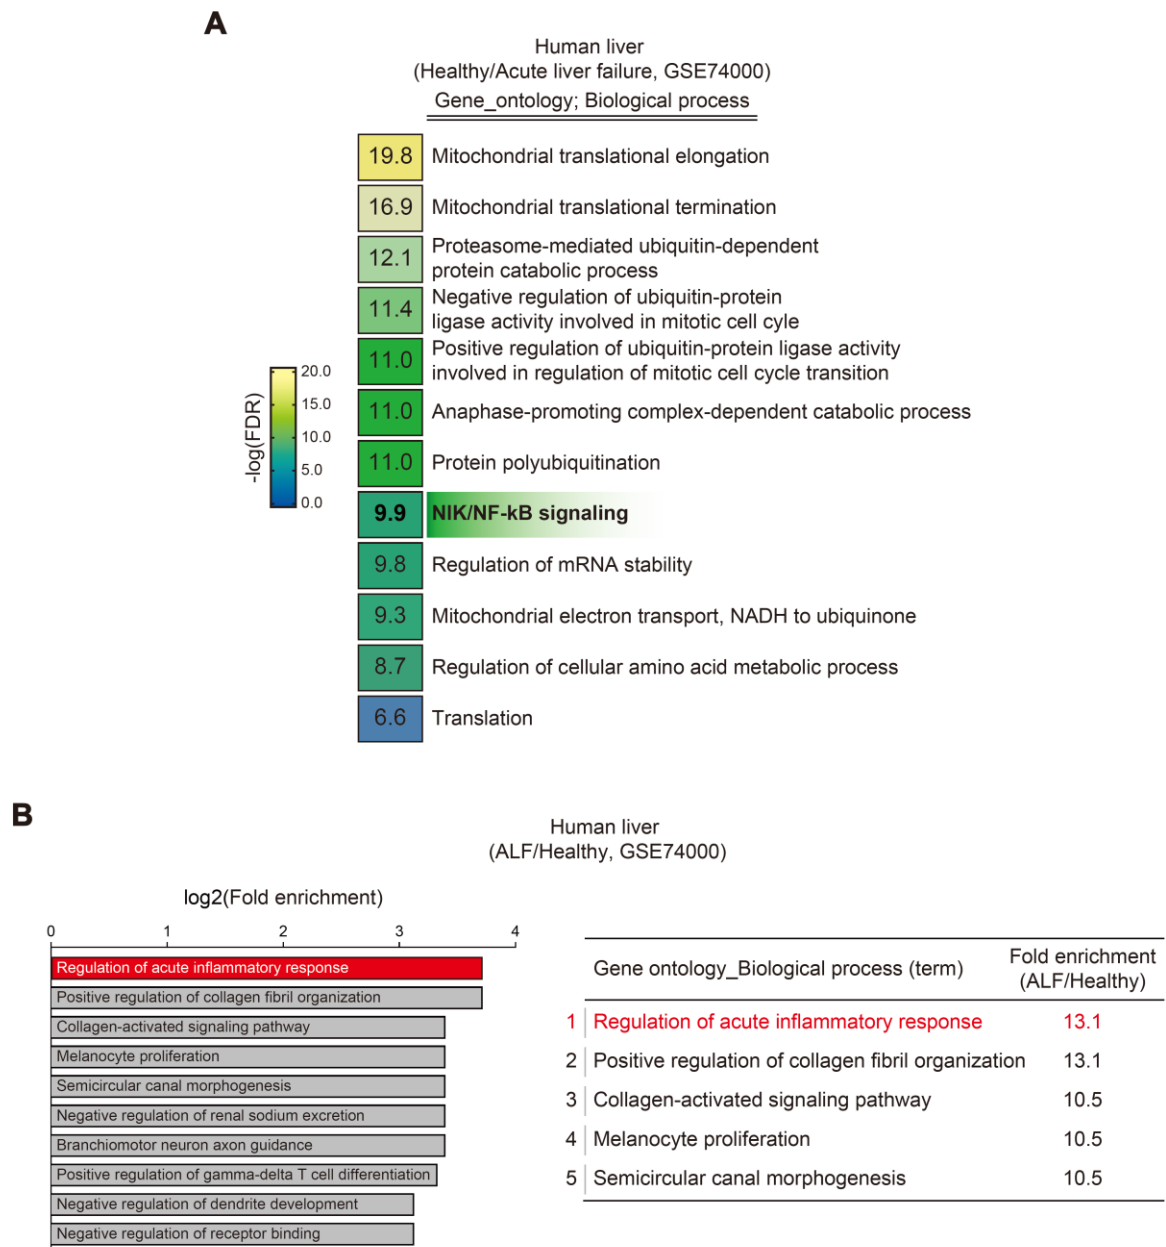 A
Human liver
(Healthy/Acute liver failure, GSE74000)
Gene_ontology; Biological process
19.8 Mitochondrial translational elongation
16.9 Mitochondrial translational termination
12.1 Proteasome-mediated ubiquitin-dependent
protein catabolic process
11.4 Negative regulation of ubiquitin-protein
ligase activity involved in mitotic cell cyle
11.0 Positive regulation of ubiquitin-protein ligase activity
involved in regulation of mitotic cell cycle transition
11.0 Anaphase-promoting complex-dependent catabolic process
11.0 Protein polyubiquitination
9.9 NIK/NF-kB signaling
9.8 Regulation of mRNA stability
9.3 Mitochondrial electron transport, NADH to ubiquinone
8.7 Regulation of cellular amino acid metabolic process
6.6 Translation
-log(FDR)
20.0
15.0
10.0
5.0
0.0
B
Human liver
(ALF/Healthy, GSE74000)
log2(Fold enrichment)
0 1 2 3 4
Regulation of acute inflammatory response
Positive regulation of collagen fibril organization
Collagen-activated signaling pathway
Melanocyte proliferation
Semicircular canal morphogenesis
Negative regulation of renal sodium excretion
Branchiomotor neuron axon guidance
Positive regulation of gamma-delta T cell differentiation
Negative regulation of dendrite development
Negative regulation of receptor binding
Gene ontology_Biological process (term) Fold enrichment
(ALF/Healthy)
1 Regulation of acute inflammatory response 13.1
2 Positive regulation of collagen fibril organization 13.1
3 Collagen-activated signaling pathway 10.5
4 Melanocyte proliferation 10.5
5 Semicircular canal morphogenesis 10.5